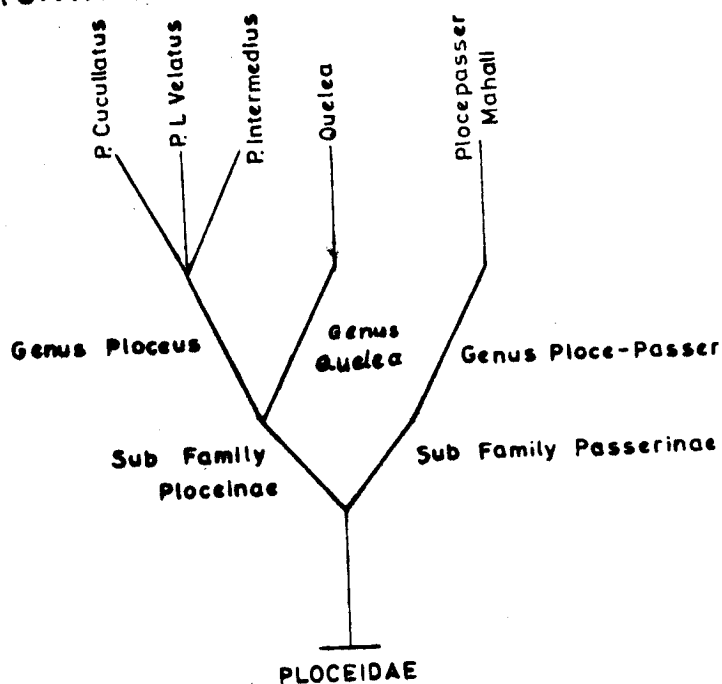 P. Cucullatus
P. L Velatus
P. Intermedius
Quelea
Plocepasser
Mahali
Genus Ploceus
Genus
Quelea
Genus Ploce-Passer
Sub Family
Ploceinae
Sub Family Passerinae
PLOCEIDAE